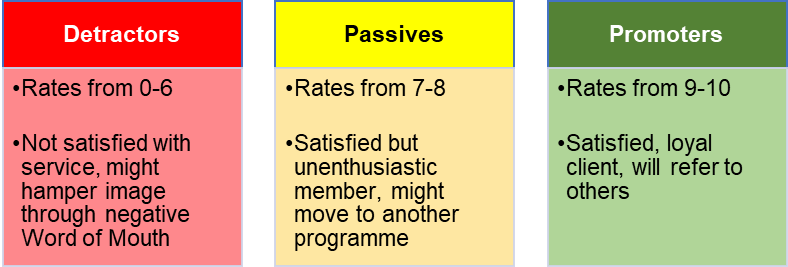 Detractors
•Rates from 0-6
•Not satisfied with
service, might
hamper image
through negative
Word of Mouth
Passives
•Rates from 7-8
•Satisfied but
unenthusiastic
member, might
move to another
programme
Promoters
•Rates from 9-10
•Satisfied, loyal
client, will refer to
others